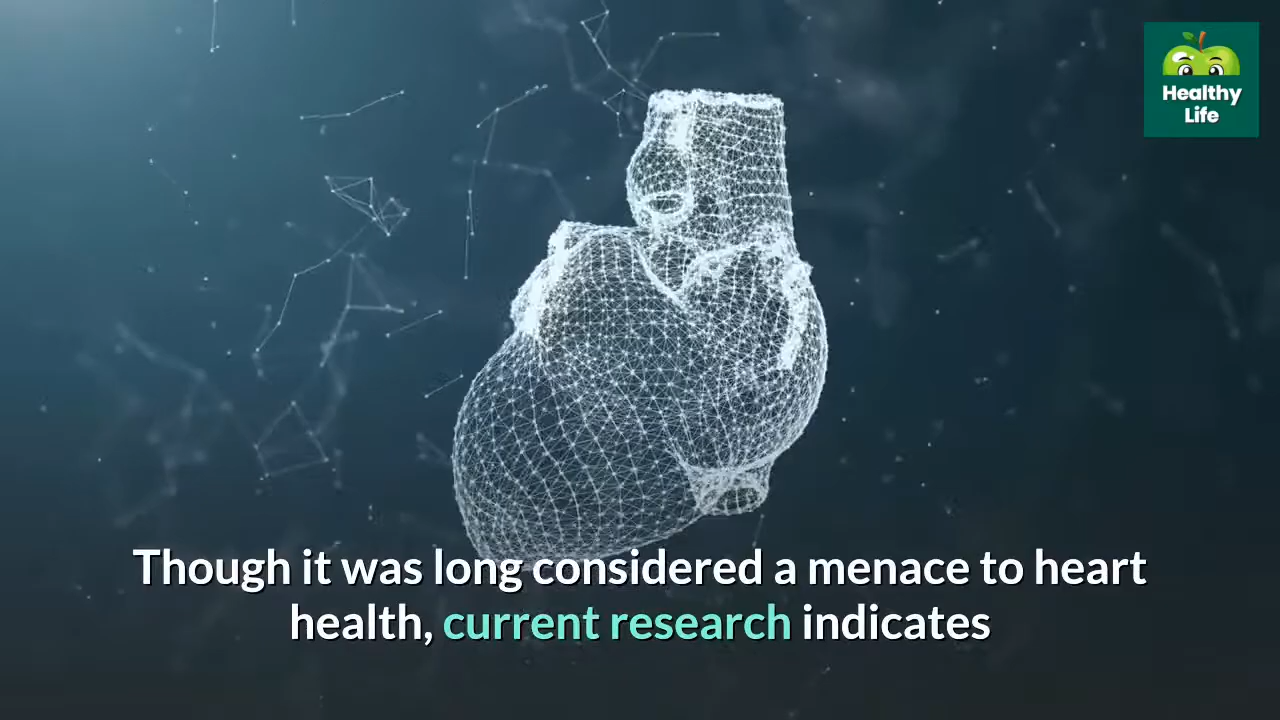 Healthy
Life
Though it was long considered a menace to heart
health, current research indicates